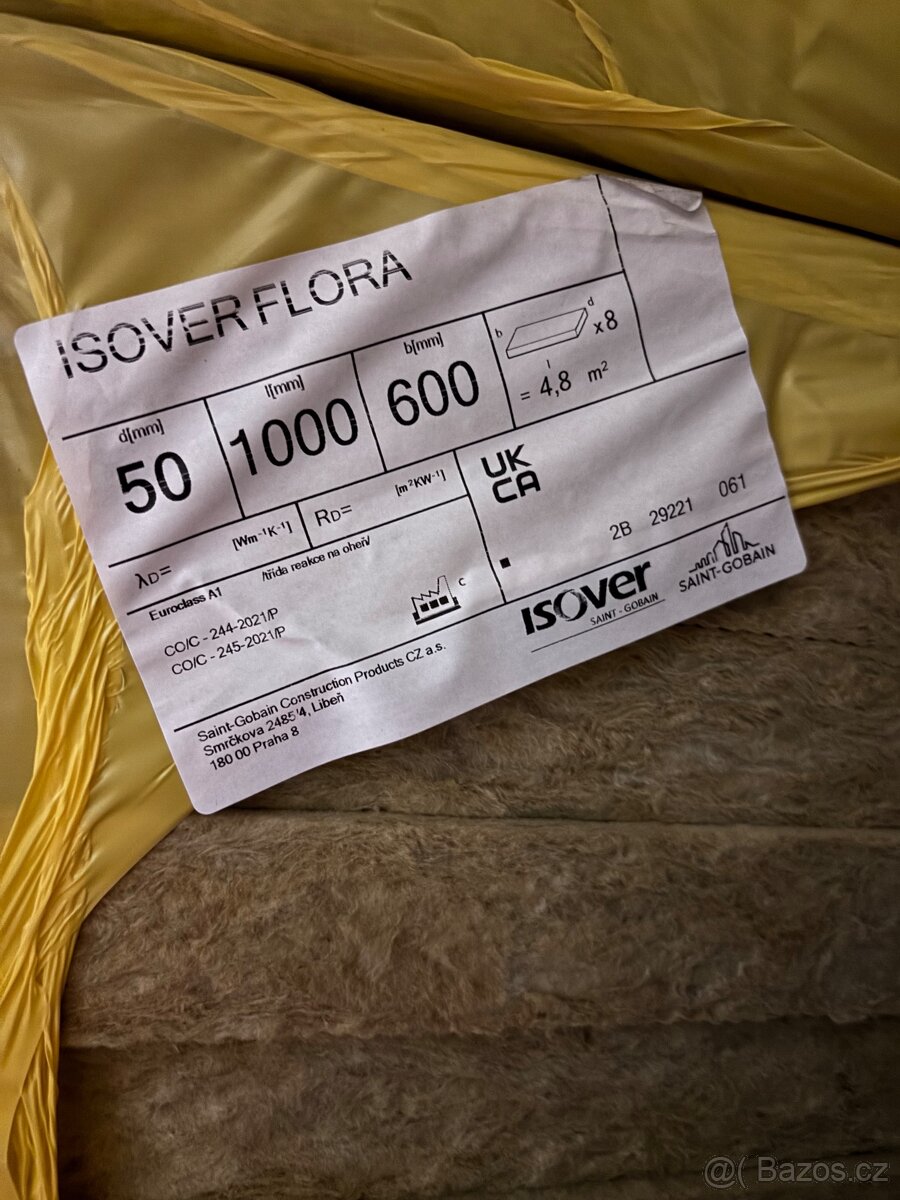 ISOVER FLORA
d[mm] l[mm] b[mm]
50 1000 600
b d x8
l
= 4,8 m²
λD= [Wm⁻¹K⁻¹] RD= [m²KW⁻¹]
Euroclass A1 /třída reakce na oheň/
UK
CA
2B 29221 061
CO/C - 244-2021/P
CO/C - 245-2021/P
C
isover
SAINT - GOBAIN
SAINT-GOBAIN
Saint-Gobain Construction Products CZ a.s.
Smrčkova 2485/4, Libeň
180 00 Praha 8
@( Bazos.cz